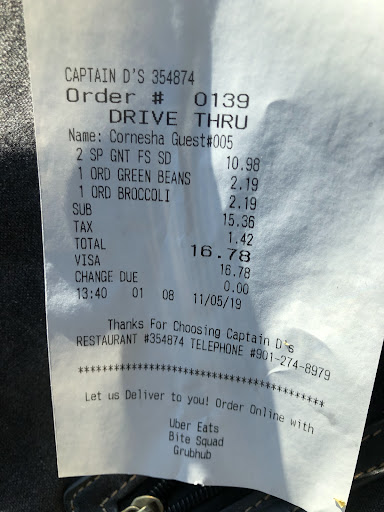 CAPTAIN D'S 354874
Order # 0139
DRIVE THRU
Name: Cornesha Guest#005
2 SP GNT FS SD 10.98
1 ORD GREEN BEANS 2.19
1 ORD BROCCOLI 2.19
SUB 15.36
TAX 1.42
TOTAL 16.78
VISA 16.78
CHANGE DUE 0.00
13:40 01 08 11/05/19
Thanks For Choosing Captain D's
RESTAURANT #354874 TELEPHONE #901-274-8979
****************************************
Let us Deliver to you! Order Online with
Uber Eats
Bite Squad
Grubhub